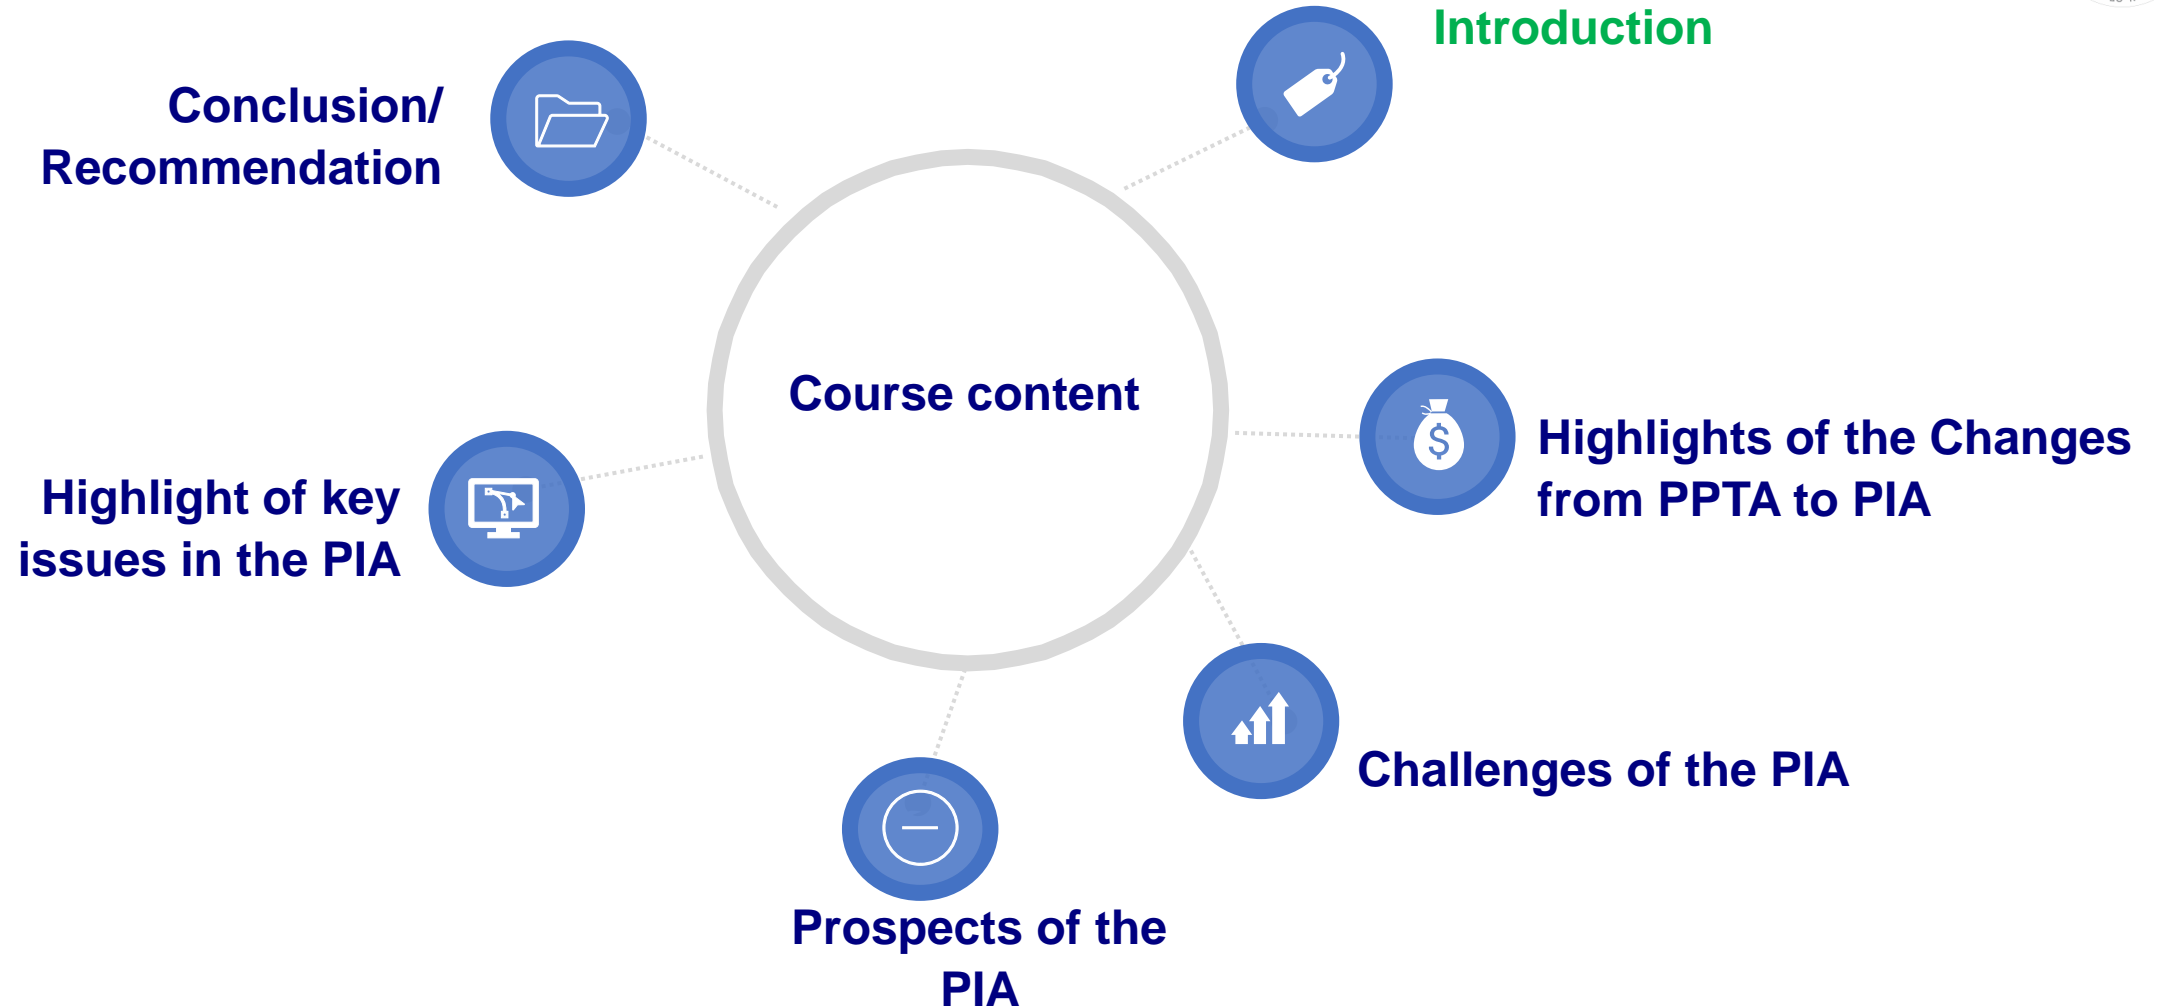 Introduction
Conclusion/
Recommendation
Course content
Highlights of the Changes
from PPTA to PIA
Highlight of key
issues in the PIA
$
Challenges of the PIA
Prospects of the
PIA